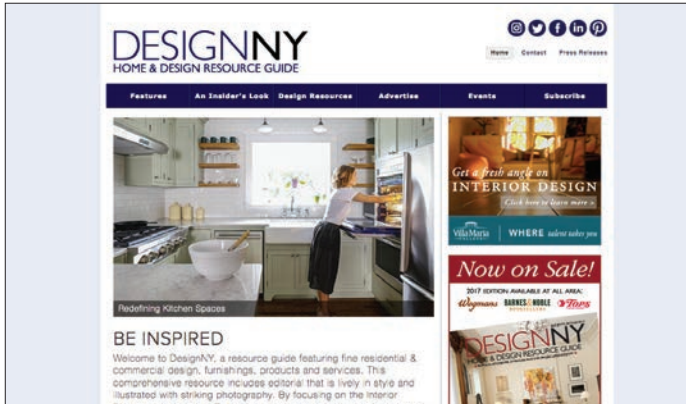 DESIGNNY
HOME & DESIGN RESOURCE GUIDE
Home Contact Press Releases
Features An Insider's Look Design Resources Advertise Events Subscribe
Redefining Kitchen Spaces
BE INSPIRED
Welcome to DesignNY, a resource guide featuring fine residential &
commercial design, furnishings, products and services. This
comprehensive resource includes editorial that is lively in style and
illustrated with striking photography. By focusing on the Interior
Get a fresh angle on
INTERIOR DESIGN
Click here to learn more >
Villa Maria
COLLEGE
WHERE talent takes you
Now on Sale!
2017 EDITION AVAILABLE AT ALL AREA:
Wegmans BARNES & NOBLE Tops
BOOKSELLERS
DESIGNNY
HOME & DESIGN RESOURCE GUIDE